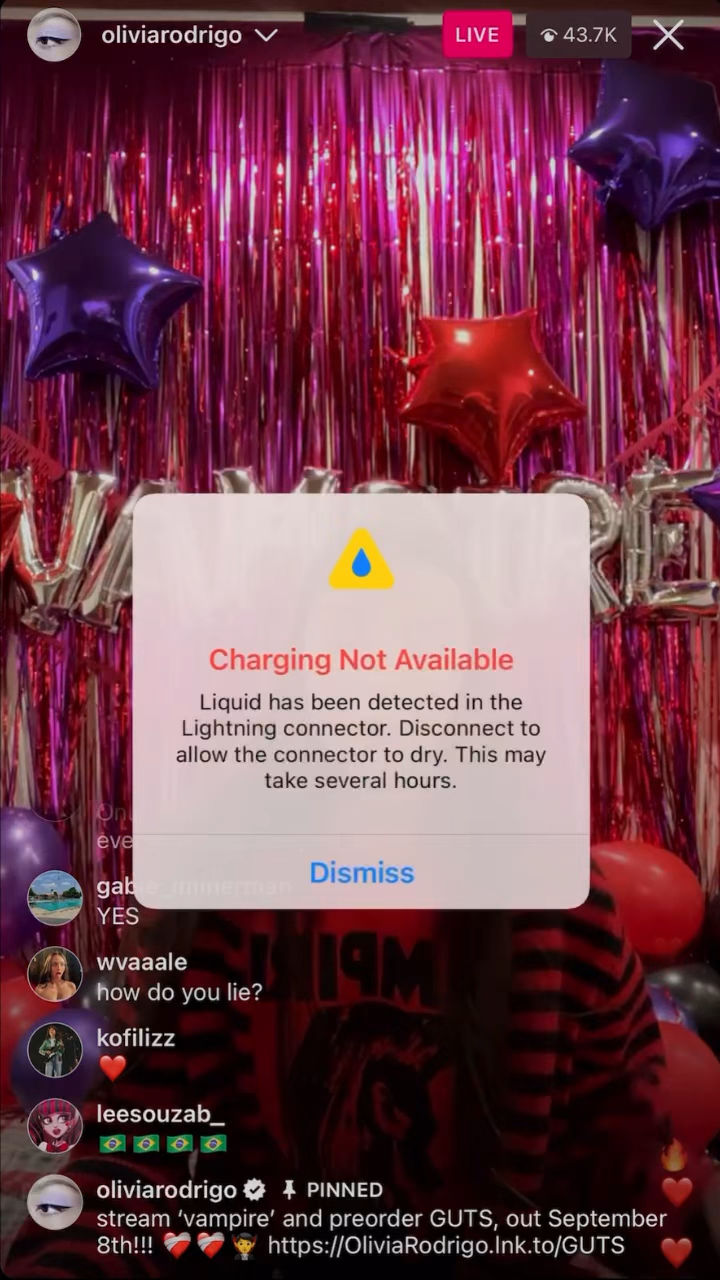 oliviarodrigo
LIVE
43.7K
VA
RE
Charging Not Available
Liquid has been detected in the
Lightning connector. Disconnect to
allow the connector to dry. This may
take several hours.
Dismiss
YES
wvaaale
how do you lie?
kofilizz
❤️
leesouzab_
🇧🇷 🇧🇷 🇧🇷 🇧🇷
oliviarodrigo PINNED
stream ‘vampire’ and preorder GUTS, out September
8th!!! ❤️‍🩹 ❤️‍🩹 🧛 https://OliviaRodrigo.lnk.to/GUTS